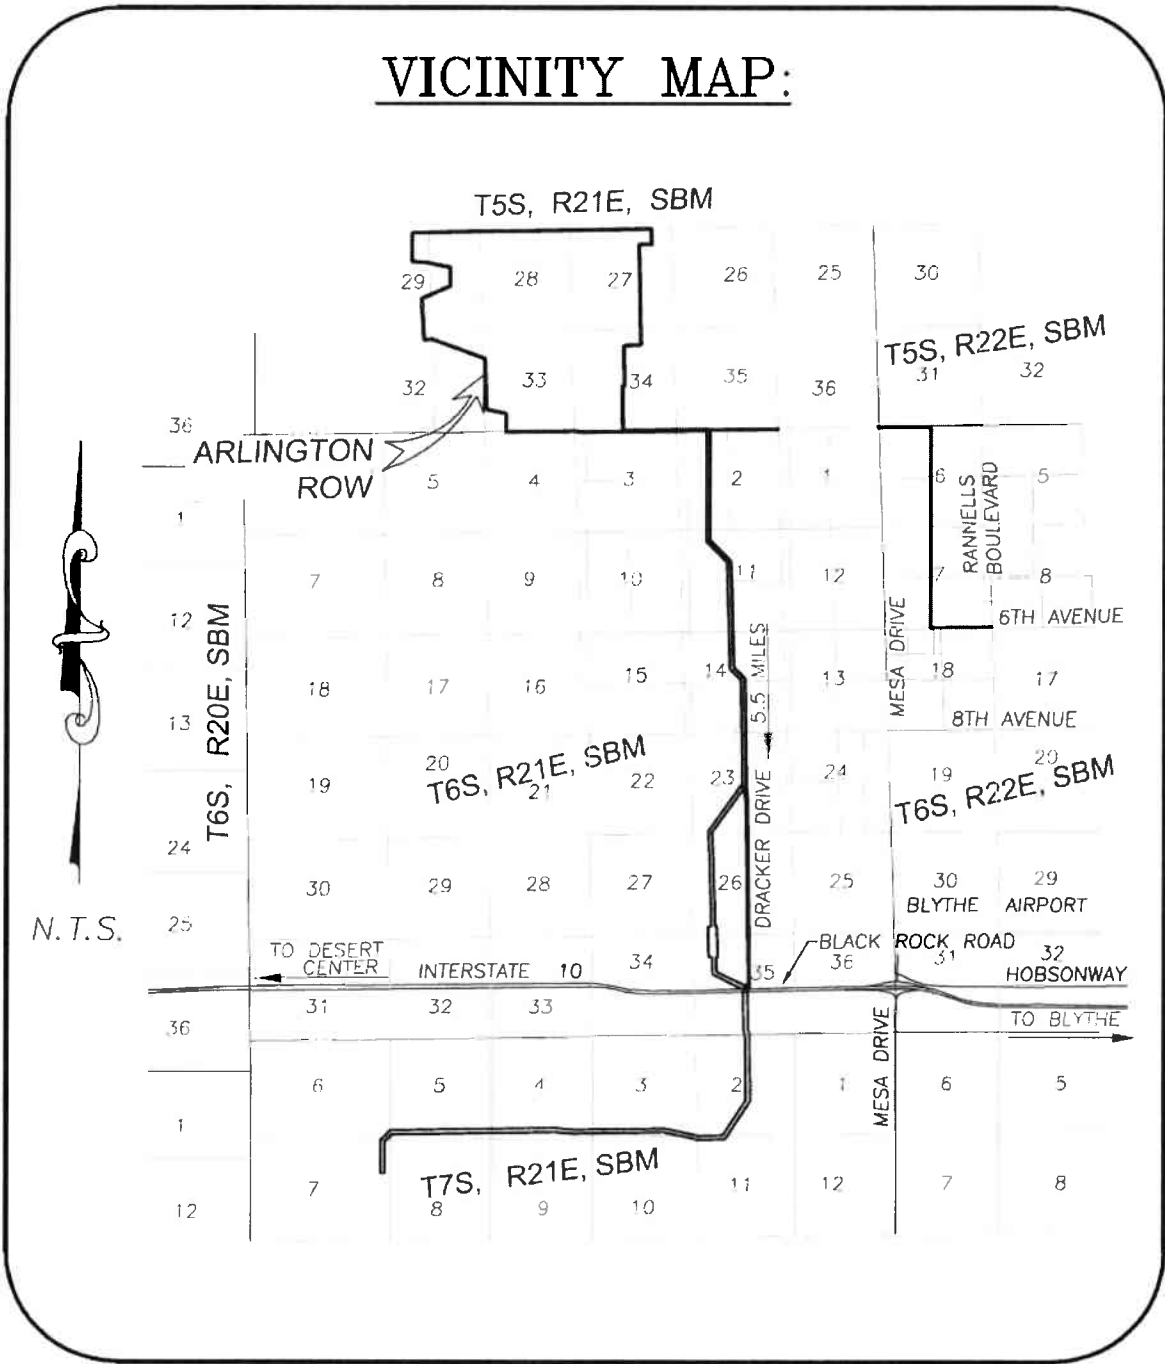 VICINITY MAP:
T5S, R21E, SBM
29 28 27 26 25 30
T5S, R22E, SBM
32 33 34 35 36 31 32
36
ARLINGTON
ROW
5 4 3 2 1 6 5
RANNELLS
BOULEVARD
1
7 8 9 10 11 12 7 8
12
6TH AVENUE
MESA DRIVE
T6S, R20E, SBM
5.5 MILES
18 17 16 15 14 13 18 17
13
8TH AVENUE
19 20 21 22 23 24 19 20
T6S, R21E, SBM
T6S, R22E, SBM
DRACKER DRIVE
24
30 29 28 27 26 25 30 29
BLYTHE AIRPORT
N.T.S.
25
TO DESERT
CENTER
INTERSTATE 10
34 35 36 31 32
BLACK ROCK ROAD
HOBSONWAY
31 32 33
36
TO BLYTHE
MESA DRIVE
6 5 4 3 2 1 6 5
1
T7S, R21E, SBM
7 8 9 10 11 12 7 8
12